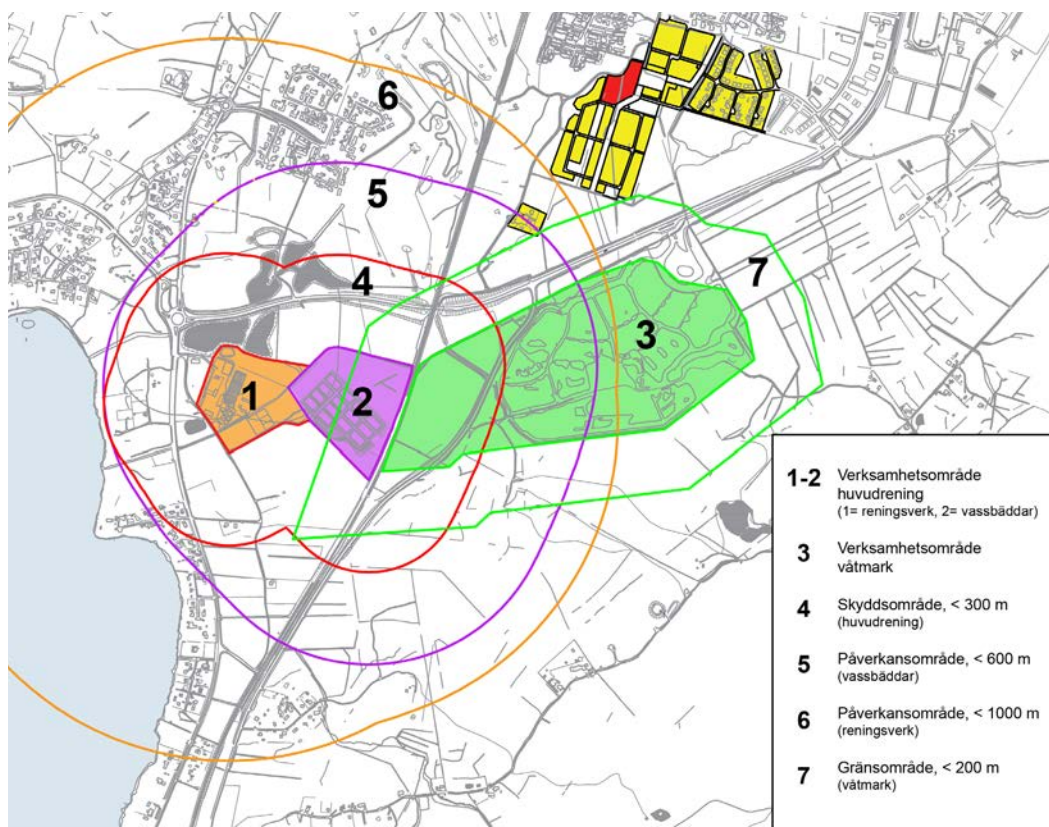 6
5
4
7
3
1
2
1-2 Verksamhetsområde
huvudrening
(1= reningsverk, 2= vassbäddar)
3 Verksamhetsområde
våtmark
4 Skyddsområde, < 300 m
(huvudrening)
5 Påverkansområde, < 600 m
(vassbäddar)
6 Påverkansområde, < 1000 m
(reningsverk)
7 Gränsområde, < 200 m
(våtmark)